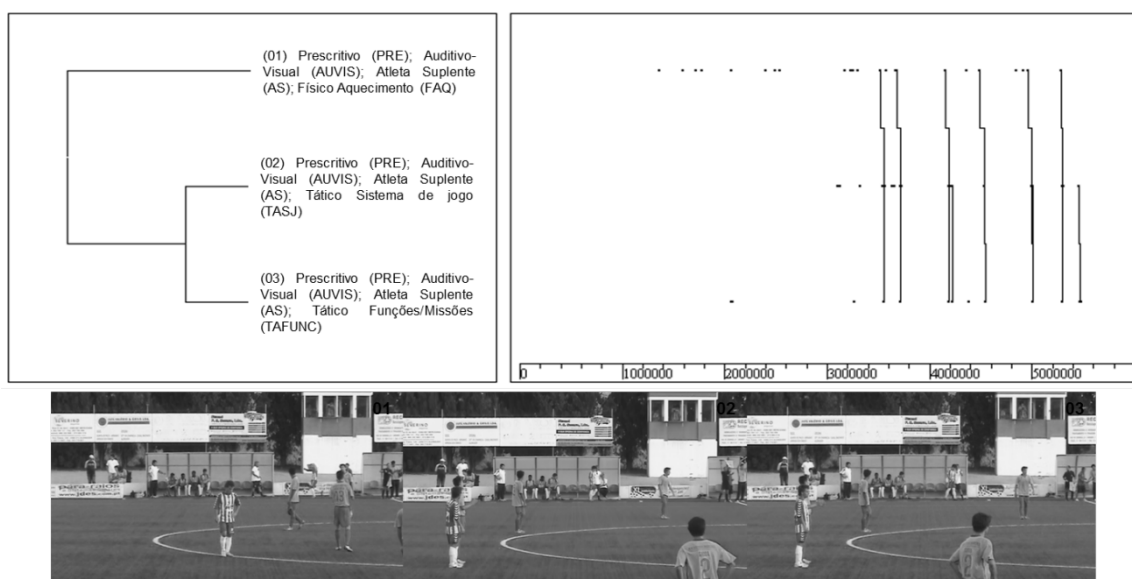 (01) Prescritivo (PRE); Auditivo-
Visual (AUVIS); Atleta Suplente
(AS); Físico Aquecimento (FAQ)
(02) Prescritivo (PRE); Auditivo-
Visual (AUVIS); Atleta Suplente
(AS); Tático Sistema de jogo
(TASJ)
(03) Prescritivo (PRE); Auditivo-
Visual (AUVIS); Atleta Suplente
(AS); Tático Funções/Missões
(TAFUNC)
0 1000000 2000000 3000000 4000000 5000000
01 02 03
para-raios